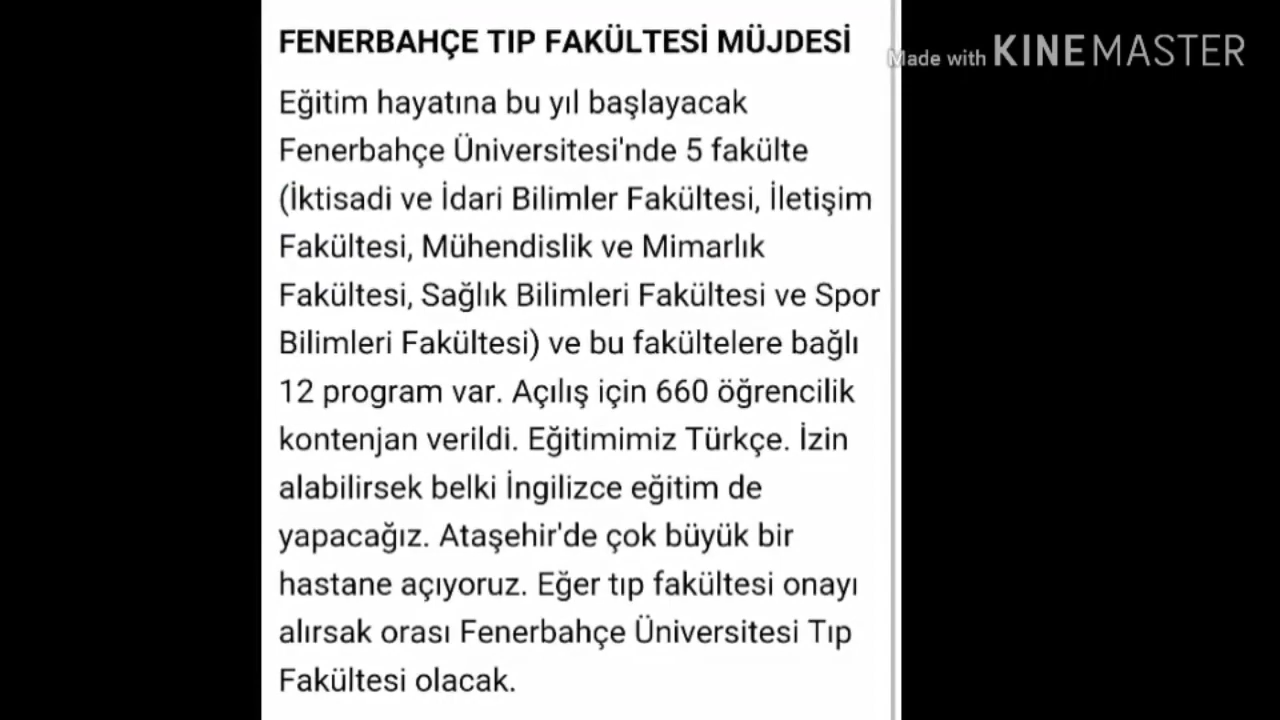 FENERBAHÇE TIP FAKÜLTESİ MÜJDESİ
Made with KINEMASTER
Eğitim hayatına bu yıl başlayacak
Fenerbahçe Üniversitesi'nde 5 fakülte
(İktisadi ve İdari Bilimler Fakültesi, İletişim
Fakültesi, Mühendislik ve Mimarlık
Fakültesi, Sağlık Bilimleri Fakültesi ve Spor
Bilimleri Fakültesi) ve bu fakültelere bağlı
12 program var. Açılış için 660 öğrencilik
kontenjan verildi. Eğitimimiz Türkçe. İzin
alabilirsek belki İngilizce eğitim de
yapacağız. Ataşehir'de çok büyük bir
hastane açıyoruz. Eğer tıp fakültesi onayı
alırsak orası Fenerbahçe Üniversitesi Tıp
Fakültesi olacak.